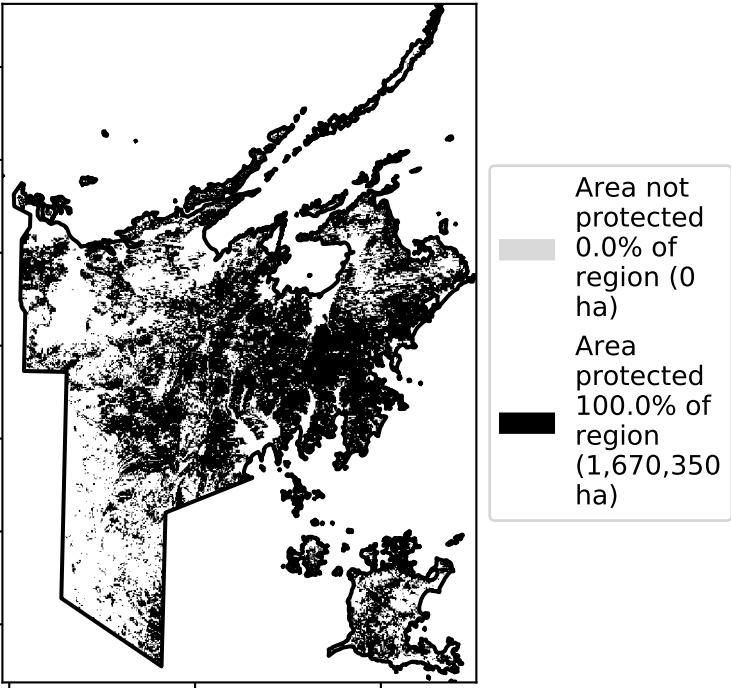 Area not
protected
0.0% of
region (0
ha)
Area
protected
100.0% of
region
(1,670,350
ha)